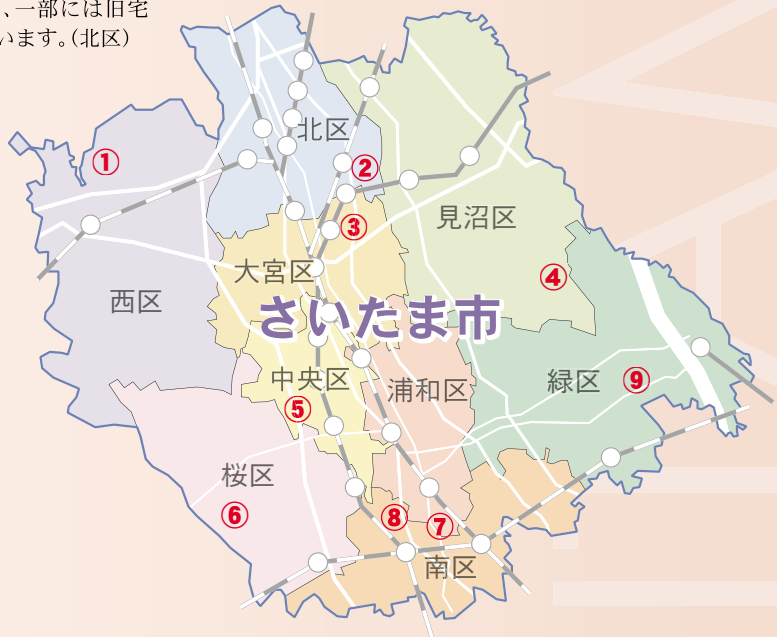 、一部には旧宅
います。（北区）
北区
①
②
見沼区
③
大宮区
④
西区
さいたま市
中央区
浦和区
緑区
⑨
⑤
桜区
⑥
⑧
⑦
南区